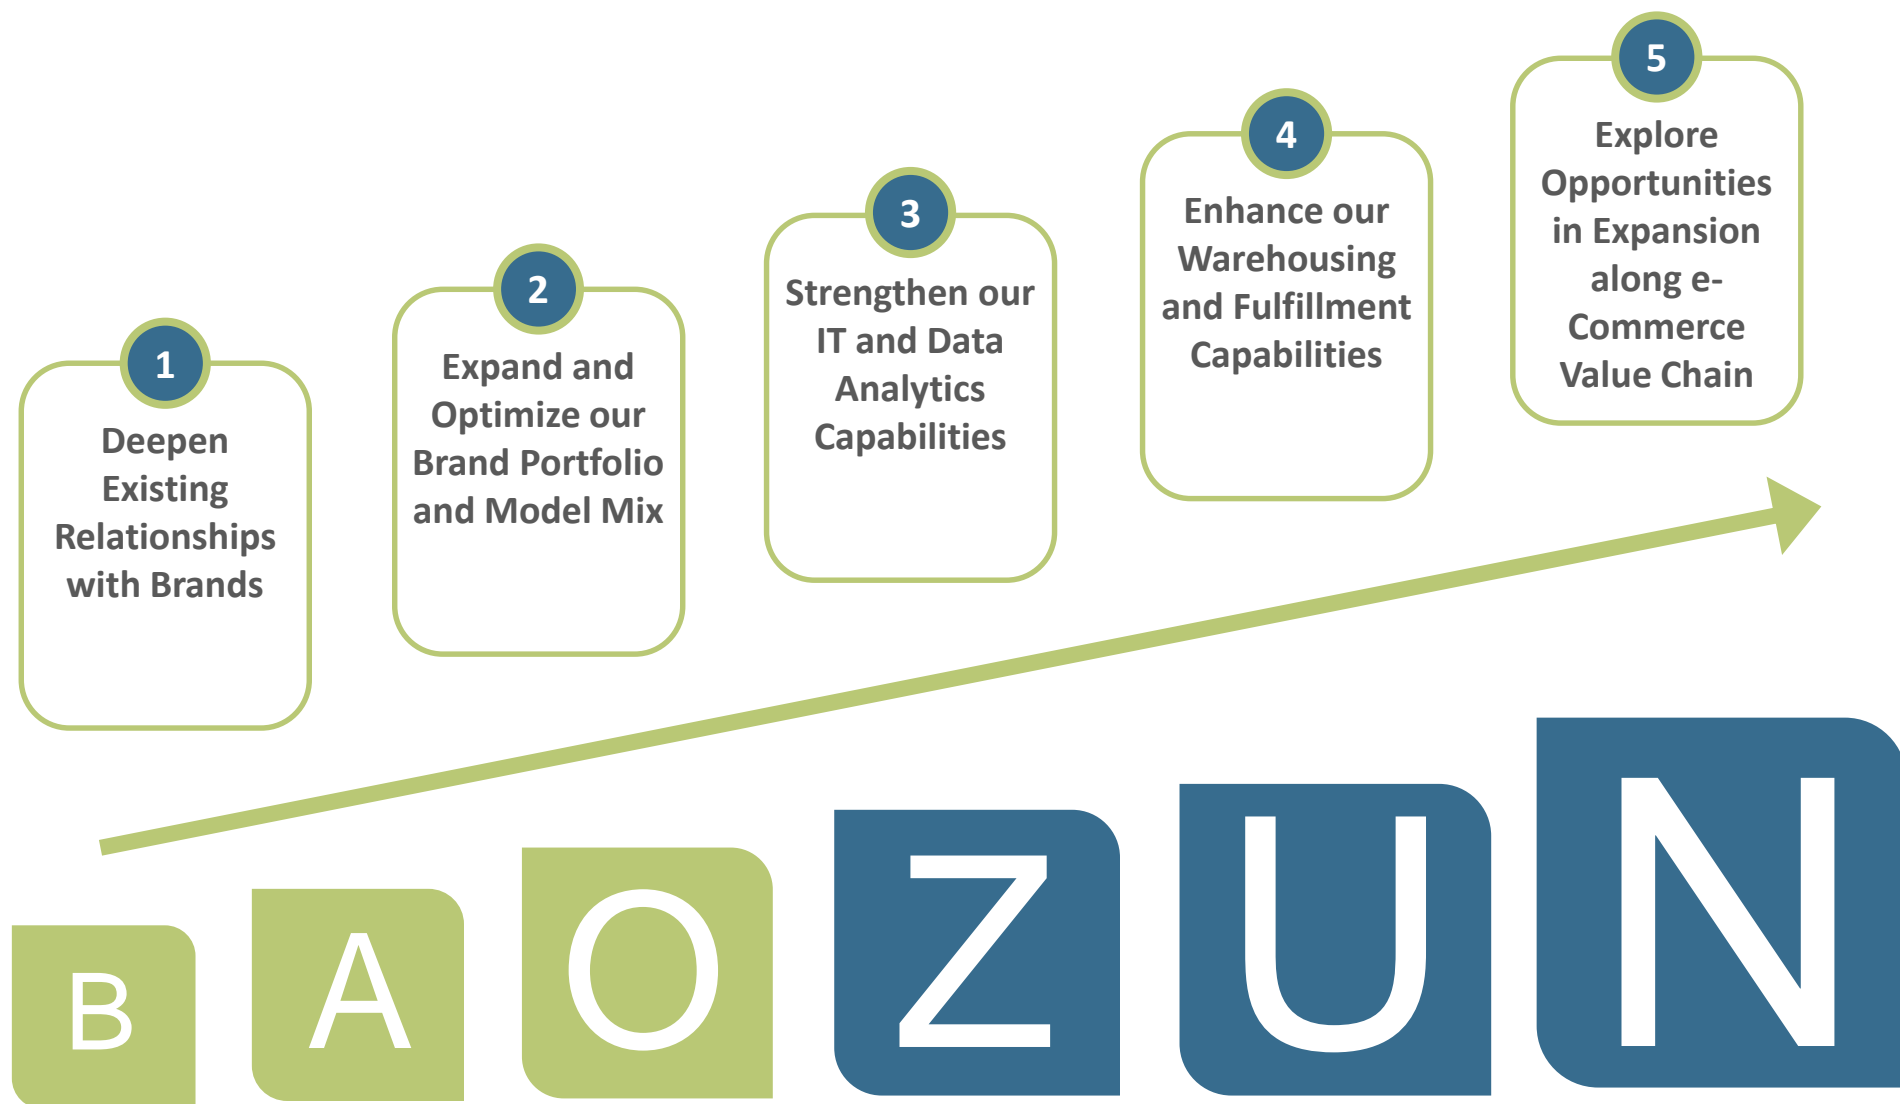 1
Deepen
Existing
Relationships
with Brands
2
Expand and
Optimize our
Brand Portfolio
and Model Mix
3
Strengthen our
IT and Data
Analytics
Capabilities
4
Enhance our
Warehousing
and Fulfillment
Capabilities
5
Explore
Opportunities
in Expansion
along e-
Commerce
Value Chain
BAOZUN